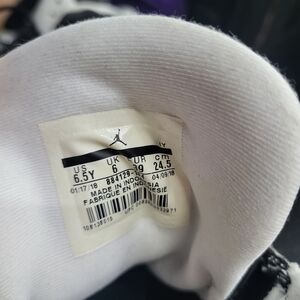 US UK EUR cm
6.5Y 6 39 24.5
01/17/18 884129- 04/09/18
MADE IN INDONESIA
FABRIQUE EN INDONESIE